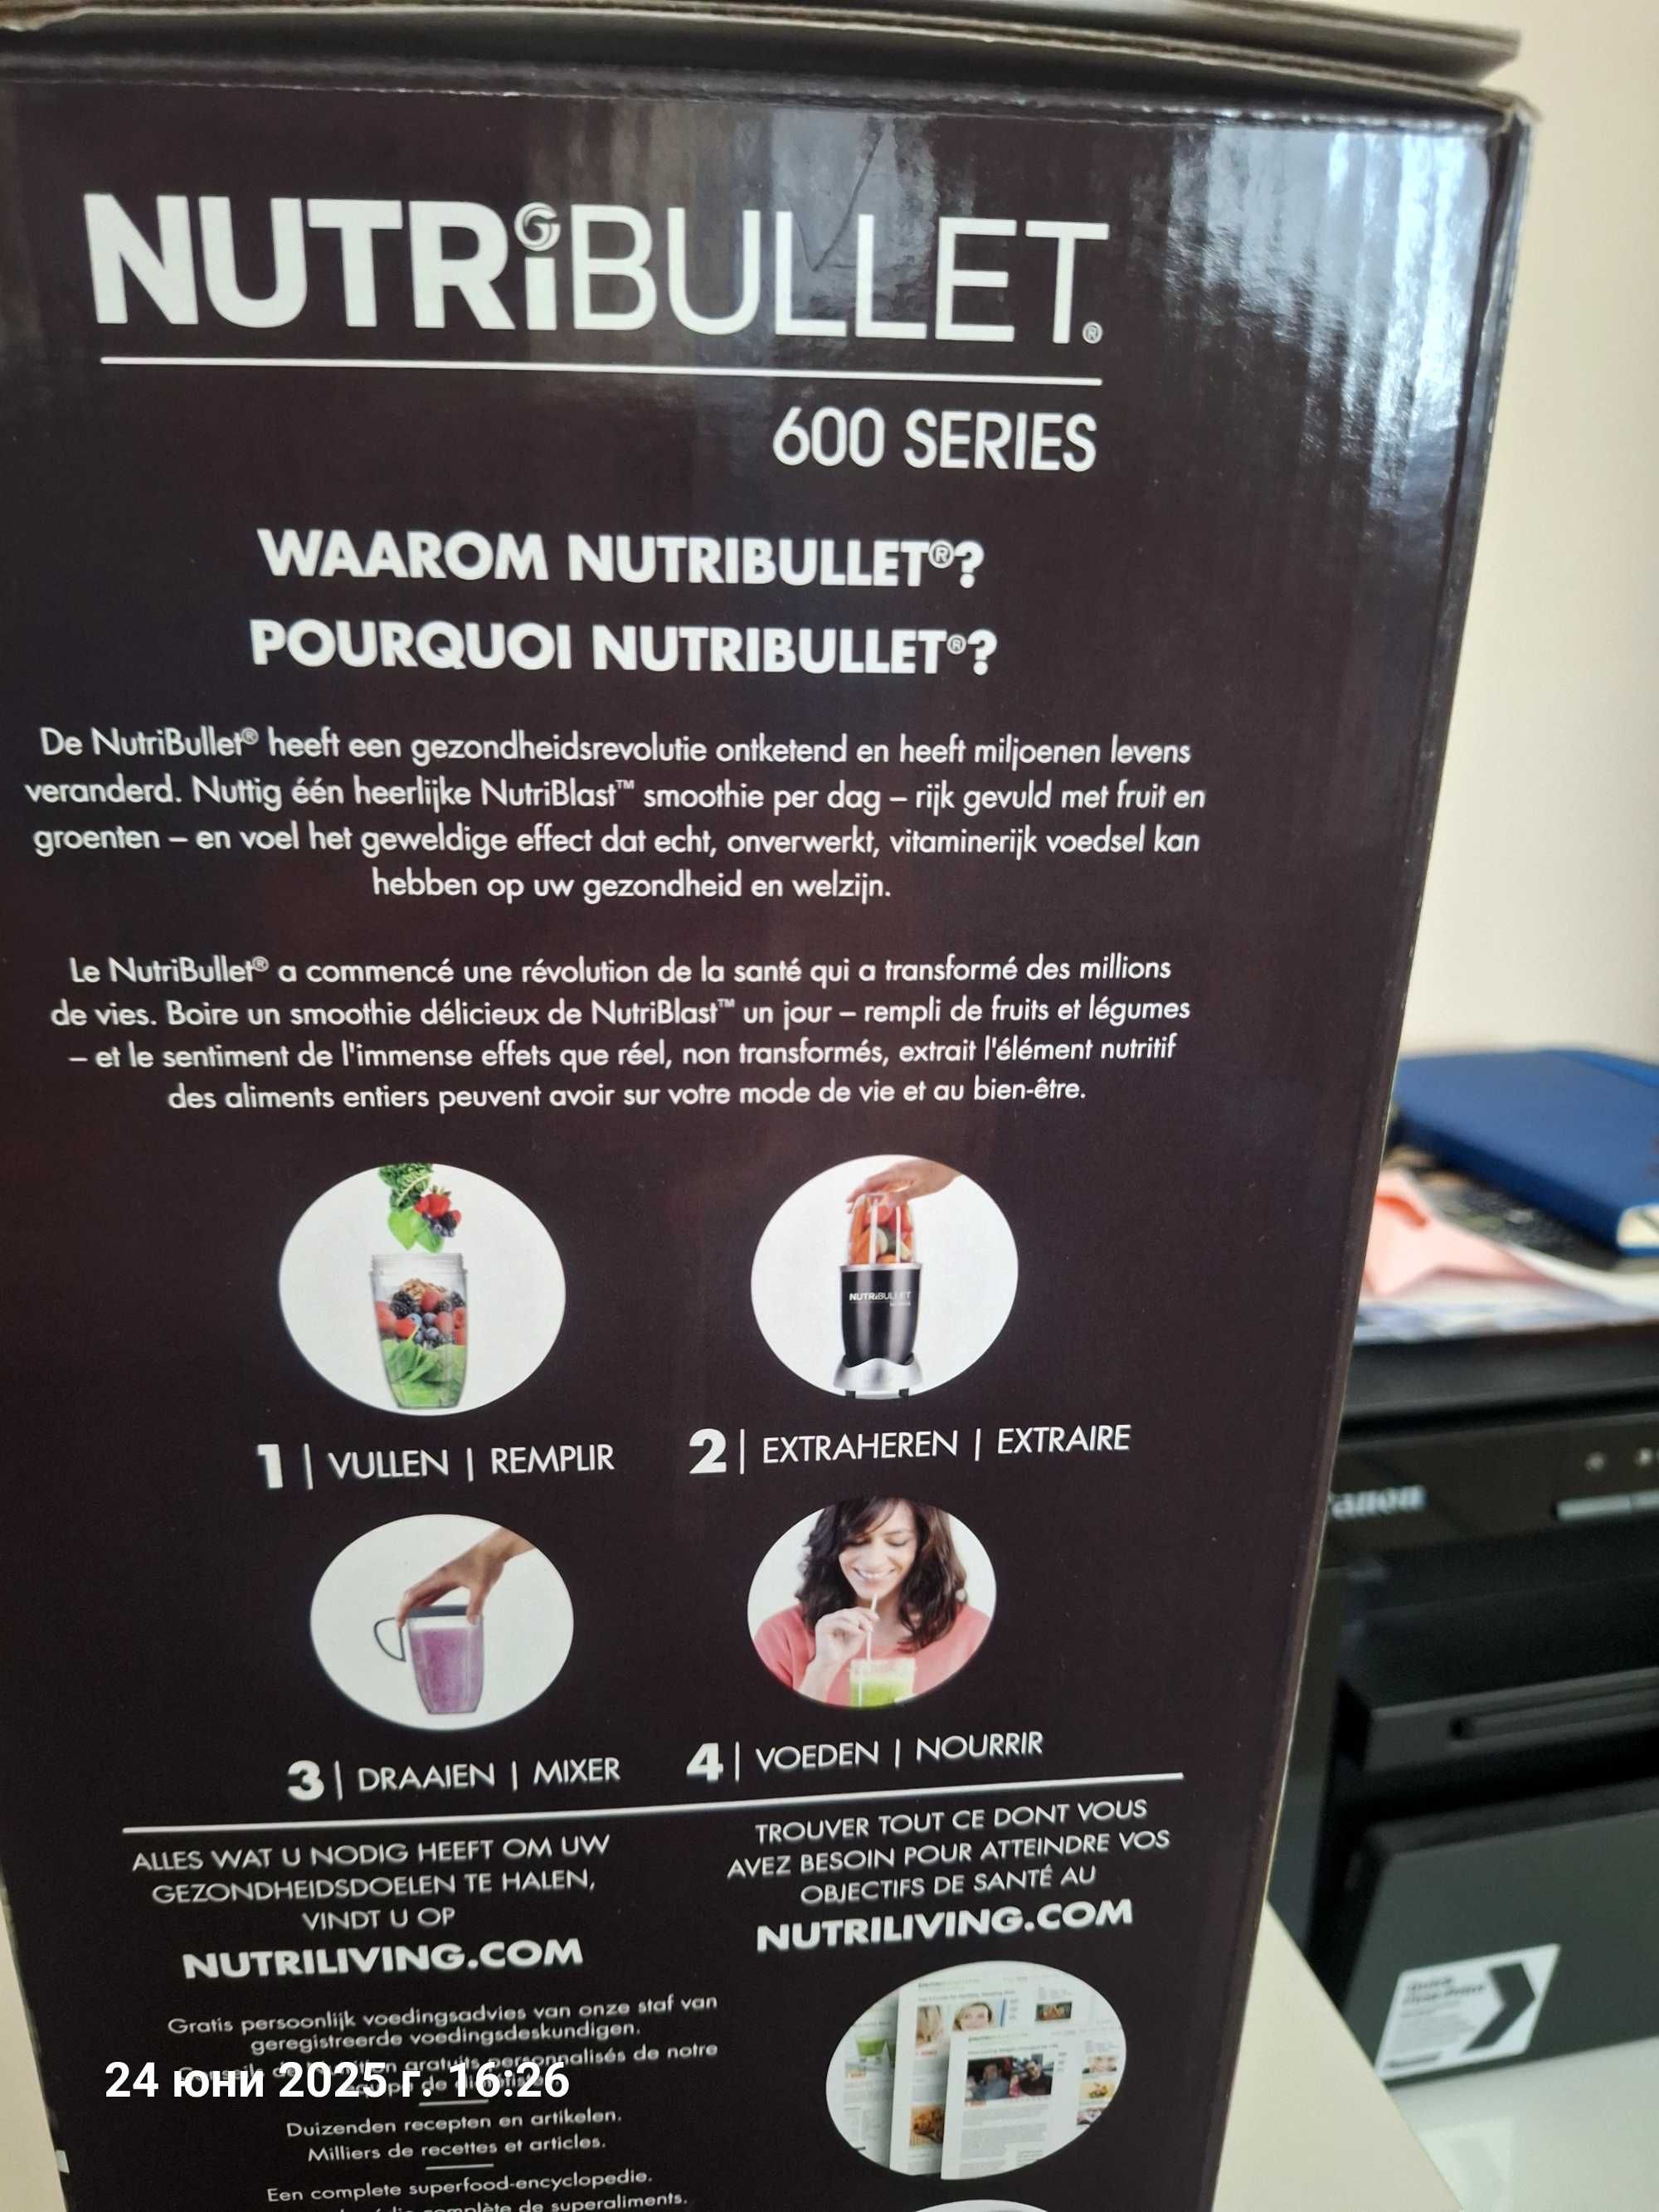 NUTRiBULLET®
600 SERIES
WAAROM NUTRIBULLET®?
POURQUOI NUTRIBULLET®?
De NutriBullet® heeft een gezondheidsrevolutie ontketend en heeft miljoenen levens
veranderd. Nuttig één heerlijke NutriBlast™ smoothie per dag – rijk gevuld met fruit en
groenten – en voel het geweldige effect dat echt, onverwerkt, vitaminerijk voedsel kan
hebben op uw gezondheid en welzijn.
Le NutriBullet® a commencé une révolution de la santé qui a transformé des millions
de vies. Boire un smoothie délicieux de NutriBlast™ un jour – rempli de fruits et légumes
– et le sentiment de l'immense effets que réel, non transformés, extrait l'élément nutritif
des aliments entiers peuvent avoir sur votre mode de vie et au bien-être.
NUTRiBULLET
1 | VULLEN | REMPLIR
2 | EXTRAHEREN | EXTRAIRE
3 | DRAAIEN | MIXER
4 | VOEDEN | NOURRIR
ALLES WAT U NODIG HEEFT OM UW
GEZONDHEIDSDOELEN TE HALEN,
VINDT U OP
NUTRILIVING.COM
TROUVER TOUT CE DONT VOUS
AVEZ BESOIN POUR ATTEINDRE VOS
OBJECTIFS DE SANTÉ AU
NUTRILIVING.COM
Gratis persoonlijk voedingsadvies van onze staf van
geregistreerde voedingsdeskundigen.
gratuits personnalisés de notre
de
24 юни 2025 г. 16:26
Duizenden recepten en artikelen.
Milliers de recettes et articles.
Een complete superfood-encyclopedie.
complète de superaliments.
anon